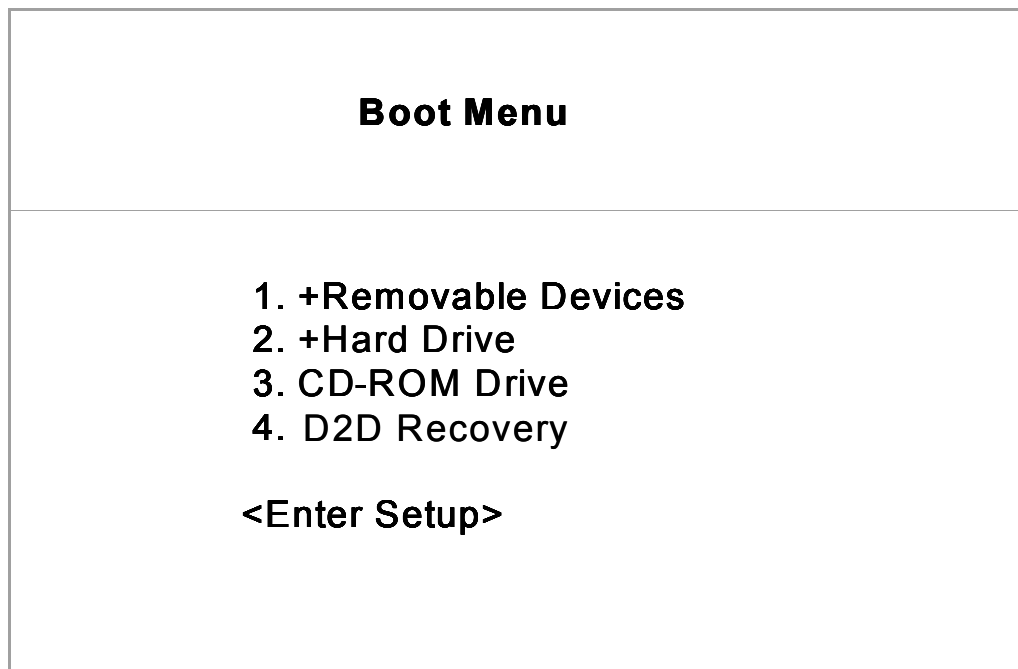 Boot Menu
1. +Removable Devices
2. +Hard Drive
3. CD-ROM Drive
4. D2D Recovery
<Enter Setup>